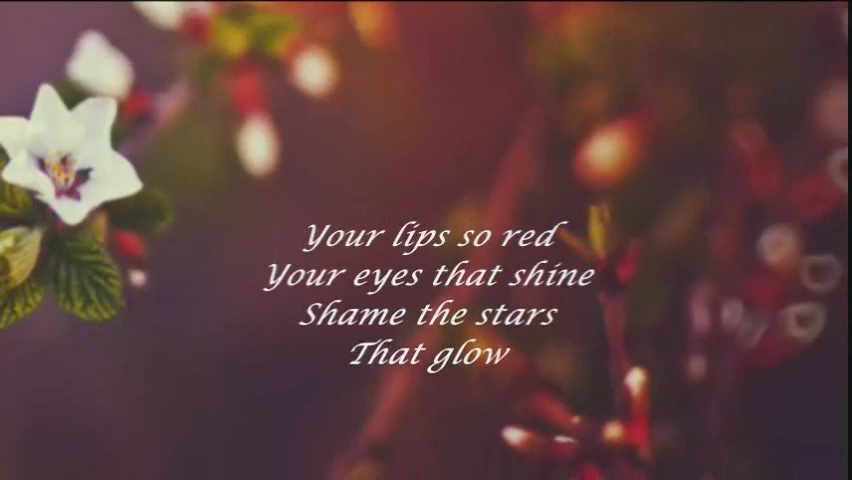 Your lips so red
Your eyes that shine
Shame the stars
That glow